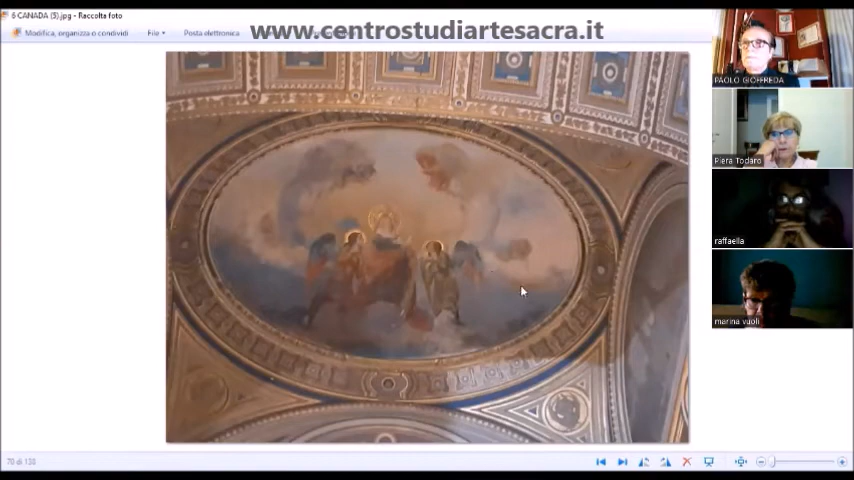 6 CANADA (5).jpg - Raccolta foto
Modifica, organizza o condividi
File
Posta elettronica
www.centrostudiartesacra.it
PAOLO GIOFFREDA
Piera Todaro
raffaella
marina vuoli
70 di 138